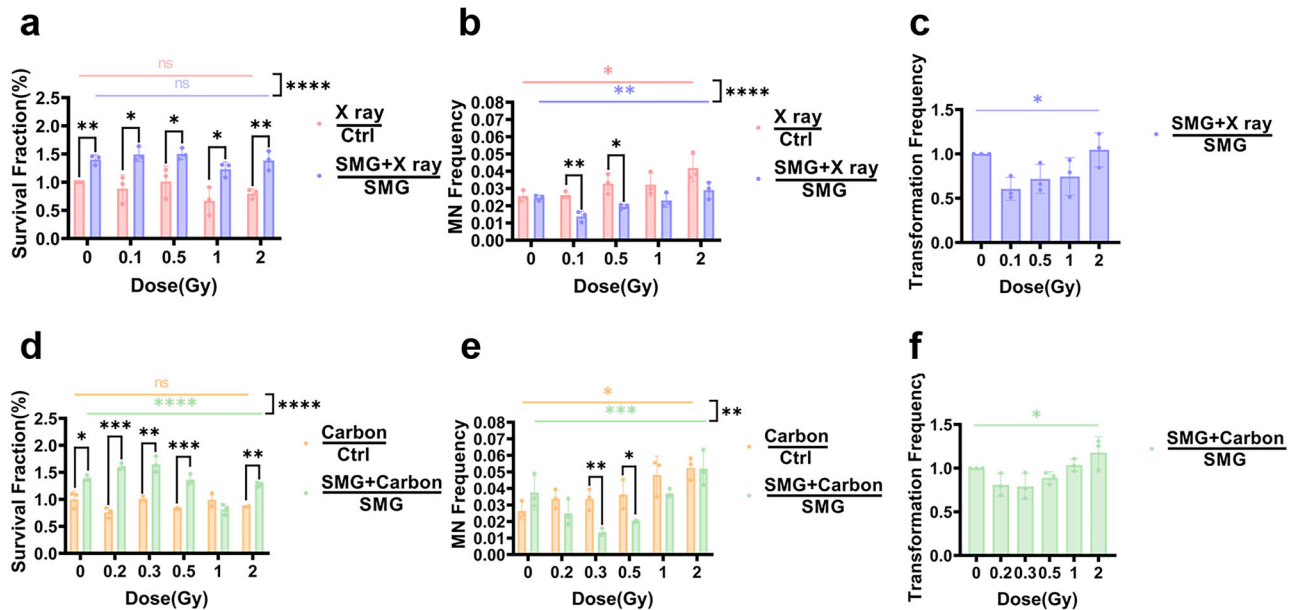 a
ns
ns
****
Survival Fraction(%)
2.5
2.0
1.5
1.0
0.5
0.0
**
*
*
*
**
0 0.1 0.5 1 2
Dose(Gy)
X ray
Ctrl
SMG+X ray
SMG
b
*
**
****
MN Frequency
0.08
0.06
0.05
0.04
0.03
0.02
0.01
0.00
**
*
0 0.1 0.5 1 2
Dose(Gy)
X ray
Ctrl
SMG+X ray
SMG
c
*
Transformation Frequency
1.5
1.0
0.5
0.0
0 0.1 0.5 1 2
Dose(Gy)
SMG+X ray
SMG
d
ns
****
****
Survival Fraction(%)
2.5
2.0
1.5
1.0
0.5
0.0
*
***
**
***
**
0 0.2 0.3 0.5 1 2
Dose(Gy)
Carbon
Ctrl
SMG+Carbon
SMG
e
*
***
**
MN Frequency
0.08
0.06
0.05
0.04
0.03
0.02
0.01
0.00
**
*
0 0.2 0.3 0.5 1 2
Dose(Gy)
Carbon
Ctrl
SMG+Carbon
SMG
f
*
Transformation Frequency
1.5
1.0
0.5
0.0
0 0.2 0.3 0.5 1 2
Dose(Gy)
SMG+Carbon
SMG